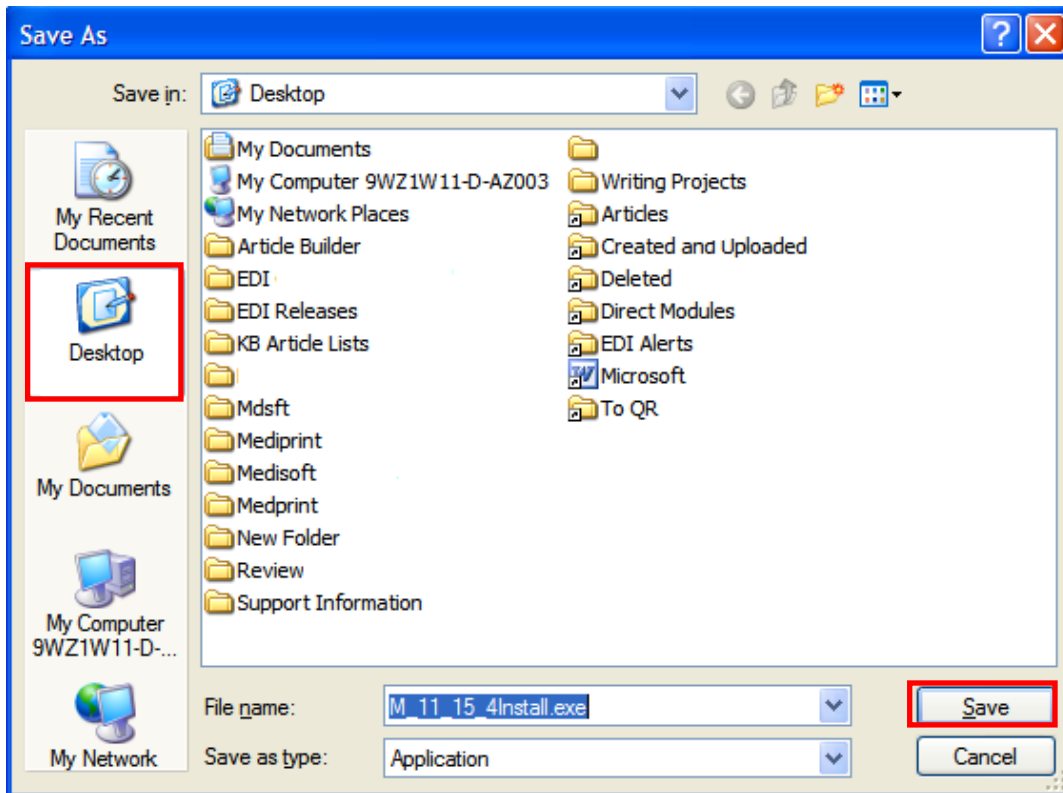 Save As
Save in:
Desktop
My Recent
Documents
Desktop
My Documents
My Computer
9WZ1W11-D-...
My Network
My Documents
My Computer 9WZ1W11-D-AZ003
My Network Places
Article Builder
EDI
EDI Releases
KB Article Lists
Mdsft
Mediprint
Medisoft
Medprint
New Folder
Review
Support Information
Writing Projects
Articles
Created and Uploaded
Deleted
Direct Modules
EDI Alerts
Microsoft
To QR
File name:
M_11_15_4Install.exe
Save
Save as type:
Application
Cancel